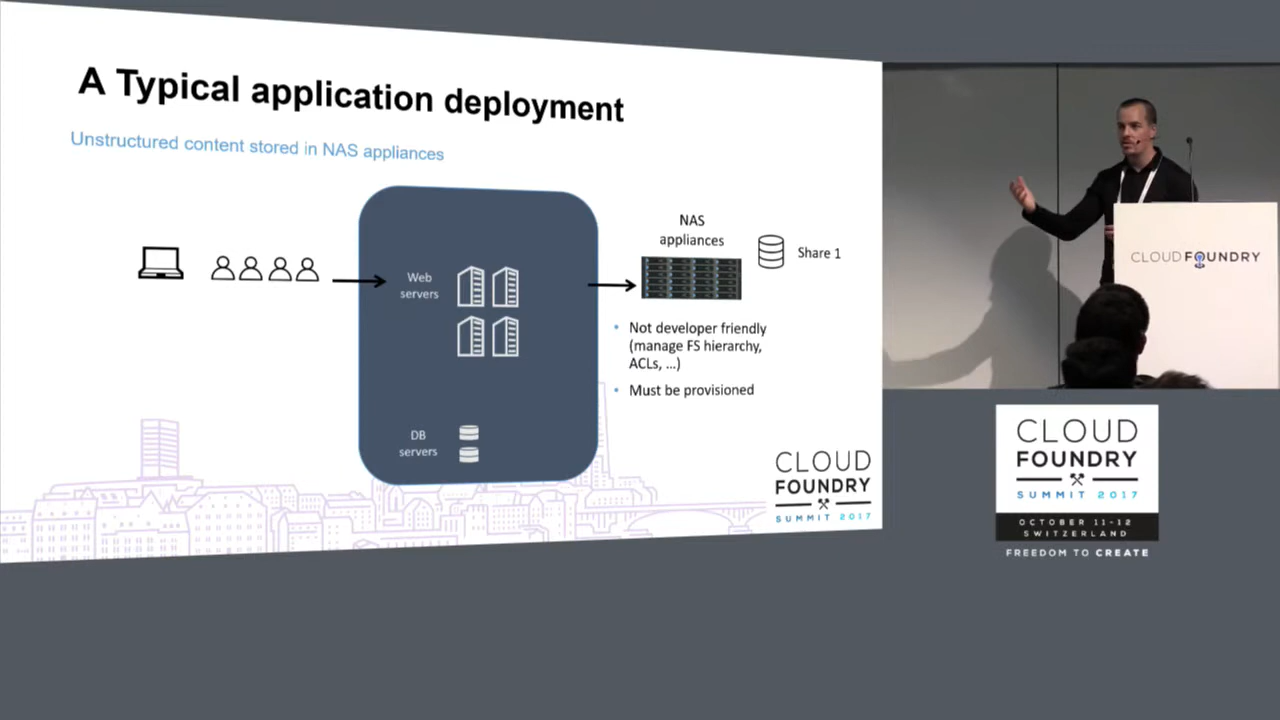 A Typical application deployment
Unstructured content stored in NAS appliances
Web
servers
DB
servers
NAS
appliances
Share 1
• Not developer friendly
(manage FS hierarchy,
ACLs, ...)
• Must be provisioned
CLOUD
FOUNDRY
SUMMIT 2017
CLOUD FOUNDRY
CLOUD
FOUNDRY
SUMMIT 2017
OCTOBER 11-12
SWITZERLAND
FREEDOM TO CREATE